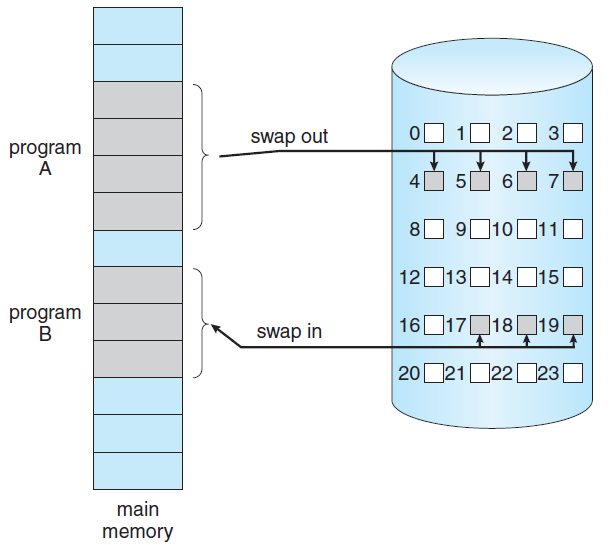 swap out
0 1 2 3
program
A
4 5 6 7
8 9 10 11
12 13 14 15
program
B
swap in
16 17 18 19
20 21 22 23
main
memory